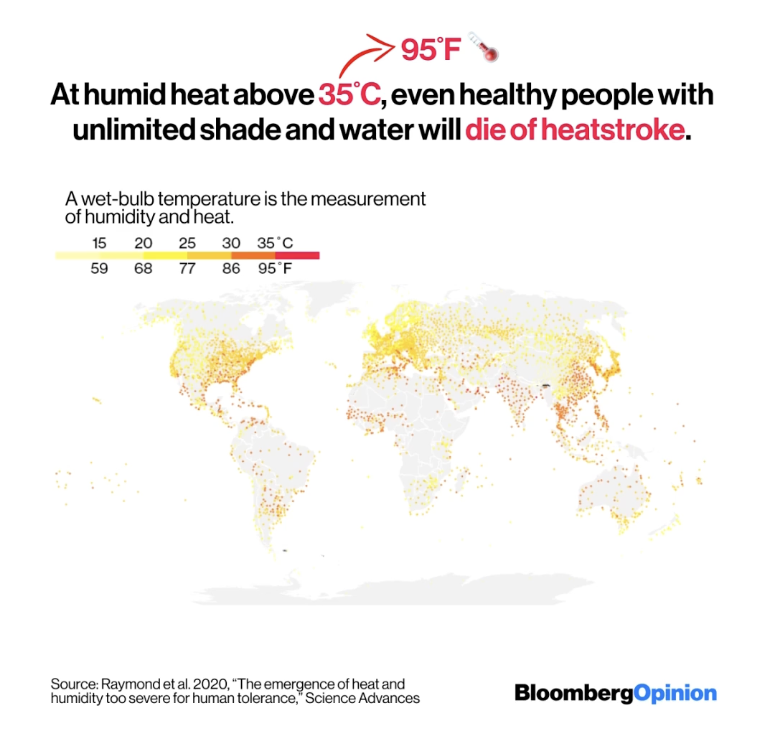 95°F
At humid heat above 35°C, even healthy people with
unlimited shade and water will die of heatstroke.
A wet-bulb temperature is the measurement
of humidity and heat.
15 20 25 30 35°C
59 68 77 86 95°F
Source: Raymond et al. 2020, “The emergence of heat and
humidity too severe for human tolerance,” Science Advances
BloombergOpinion